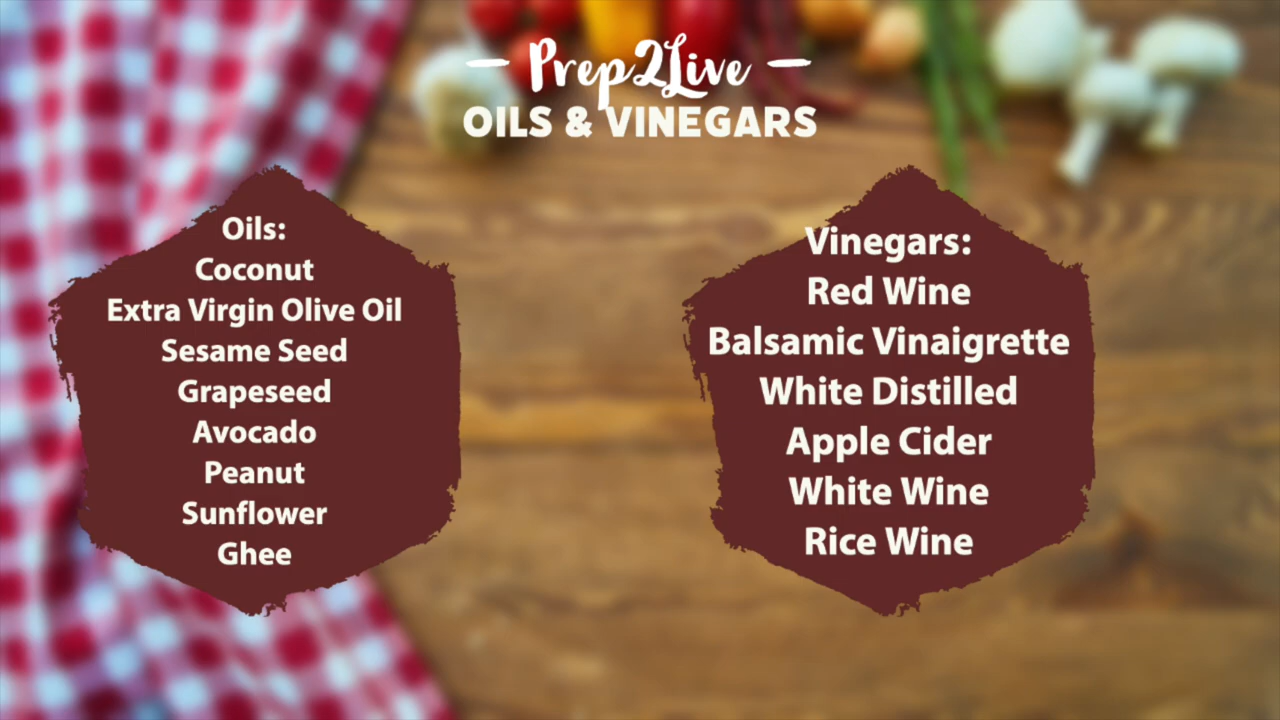 Prep2Live
OILS & VINEGARS
Oils:
Coconut
Extra Virgin Olive Oil
Sesame Seed
Grapeseed
Avocado
Peanut
Sunflower
Ghee
Vinegars:
Red Wine
Balsamic Vinaigrette
White Distilled
Apple Cider
White Wine
Rice Wine